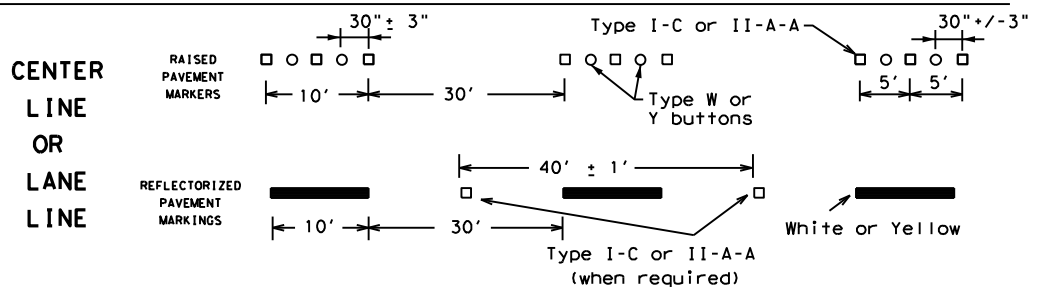 CENTER
LINE
OR
LANE
LINE
RAISED
PAVEMENT
MARKERS
30" ± 3"
10'
30'
Type I-C or II-A-A
Type W or
Y buttons
30"+/-3"
5' 5'
REFLECTORIZED
PAVEMENT
MARKINGS
40' ± 1'
10'
30'
Type I-C or II-A-A
(when required)
White or Yellow